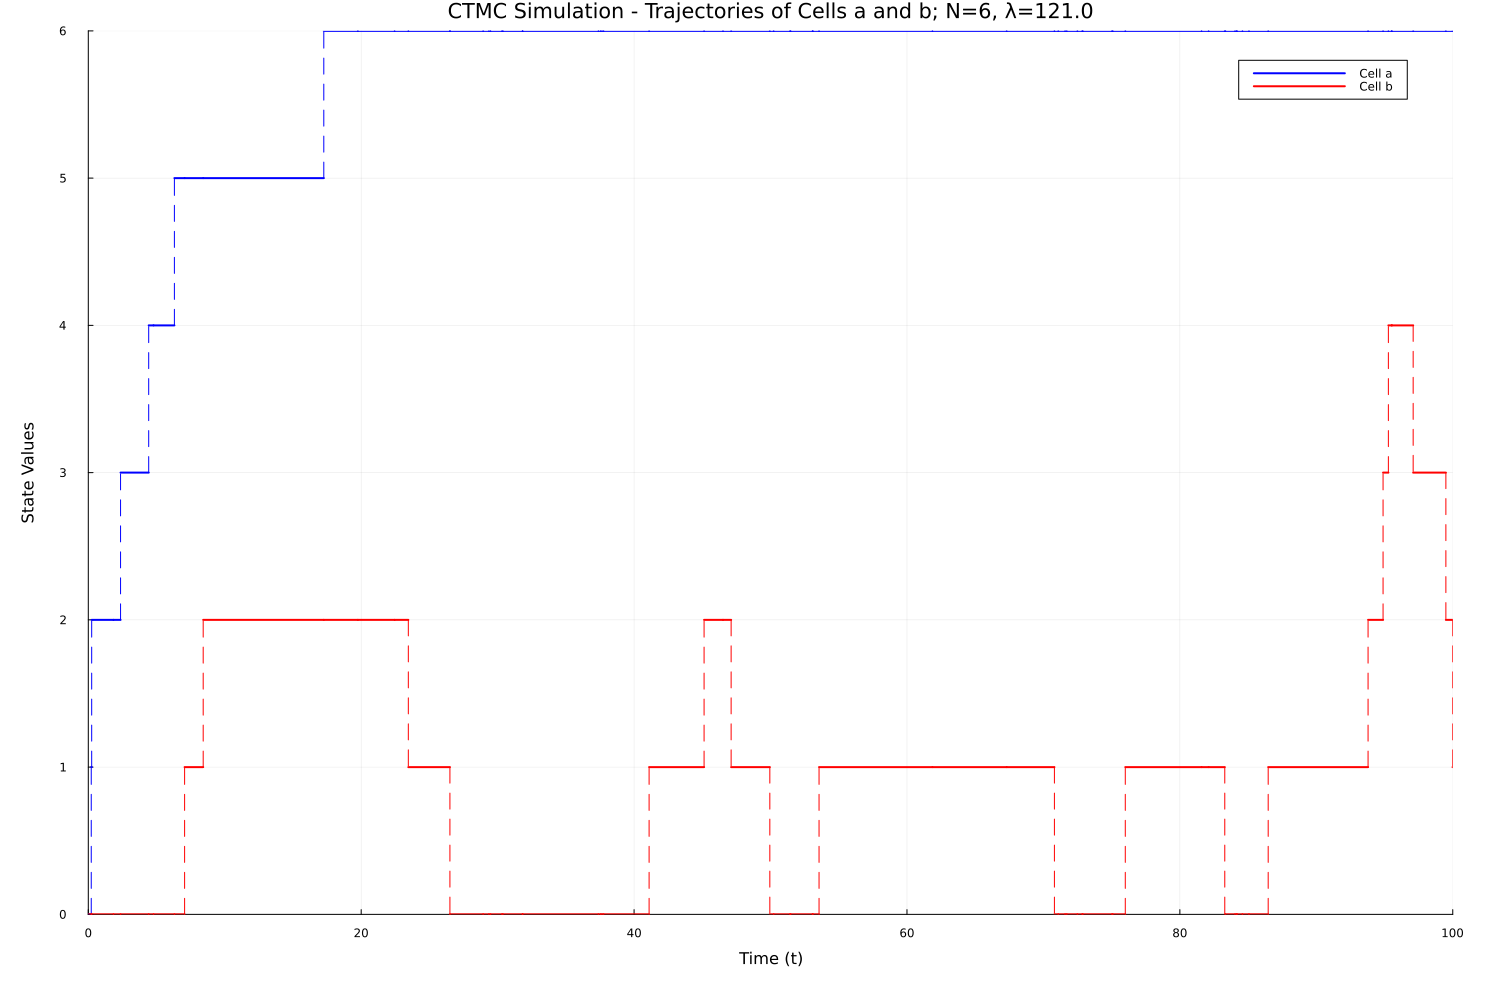 CTMC Simulation - Trajectories of Cells a and b; N=6, λ=121.0
Cell a
Cell b
State Values
6
5
4
3
2
1
0
0 20 40 60 80 100
Time (t)